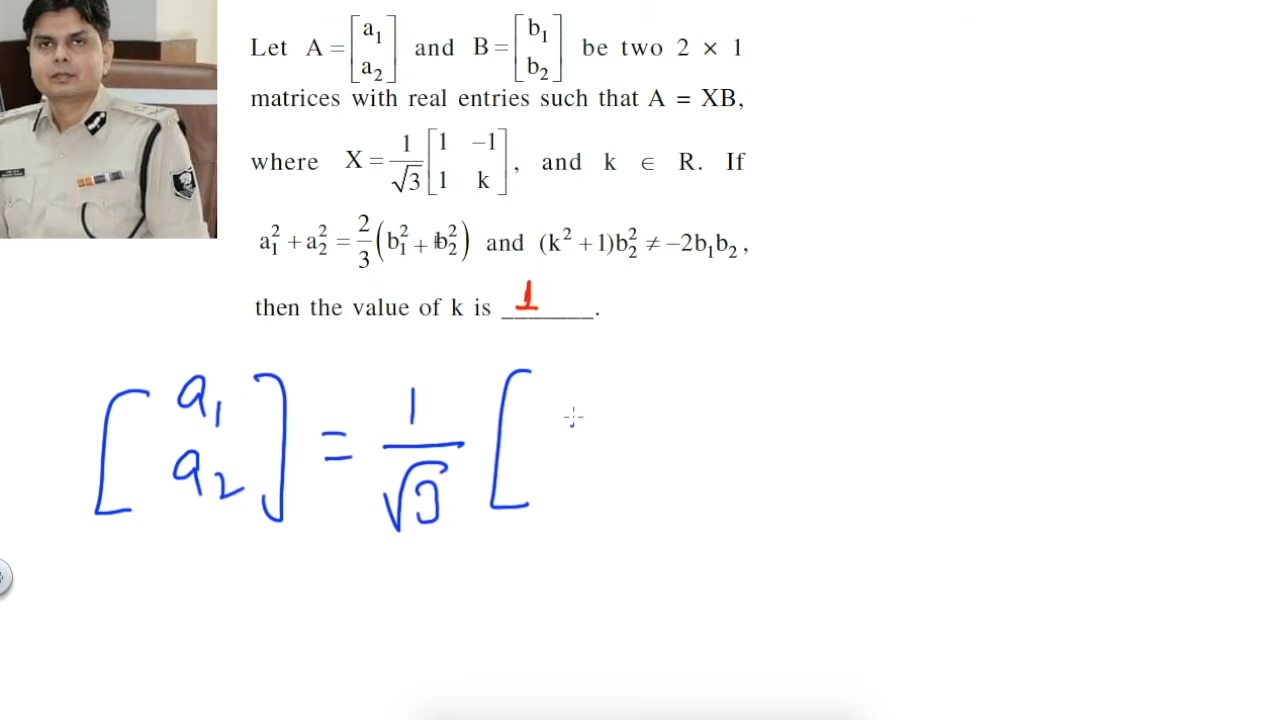 Let A = [a₁ a₂] and B = [b₁ b₂] be two 2 × 1
matrices with real entries such that A = XB,
where X = 1/√3 [1 –1 1 k], and k ∈ R. If
a₁² + a₂² = 2/3 (b₁² + b₂²) and (k² + 1)b₂² ≠ –2b₁b₂,
then the value of k is 1.
[a₁ a₂] = 1/√3 [